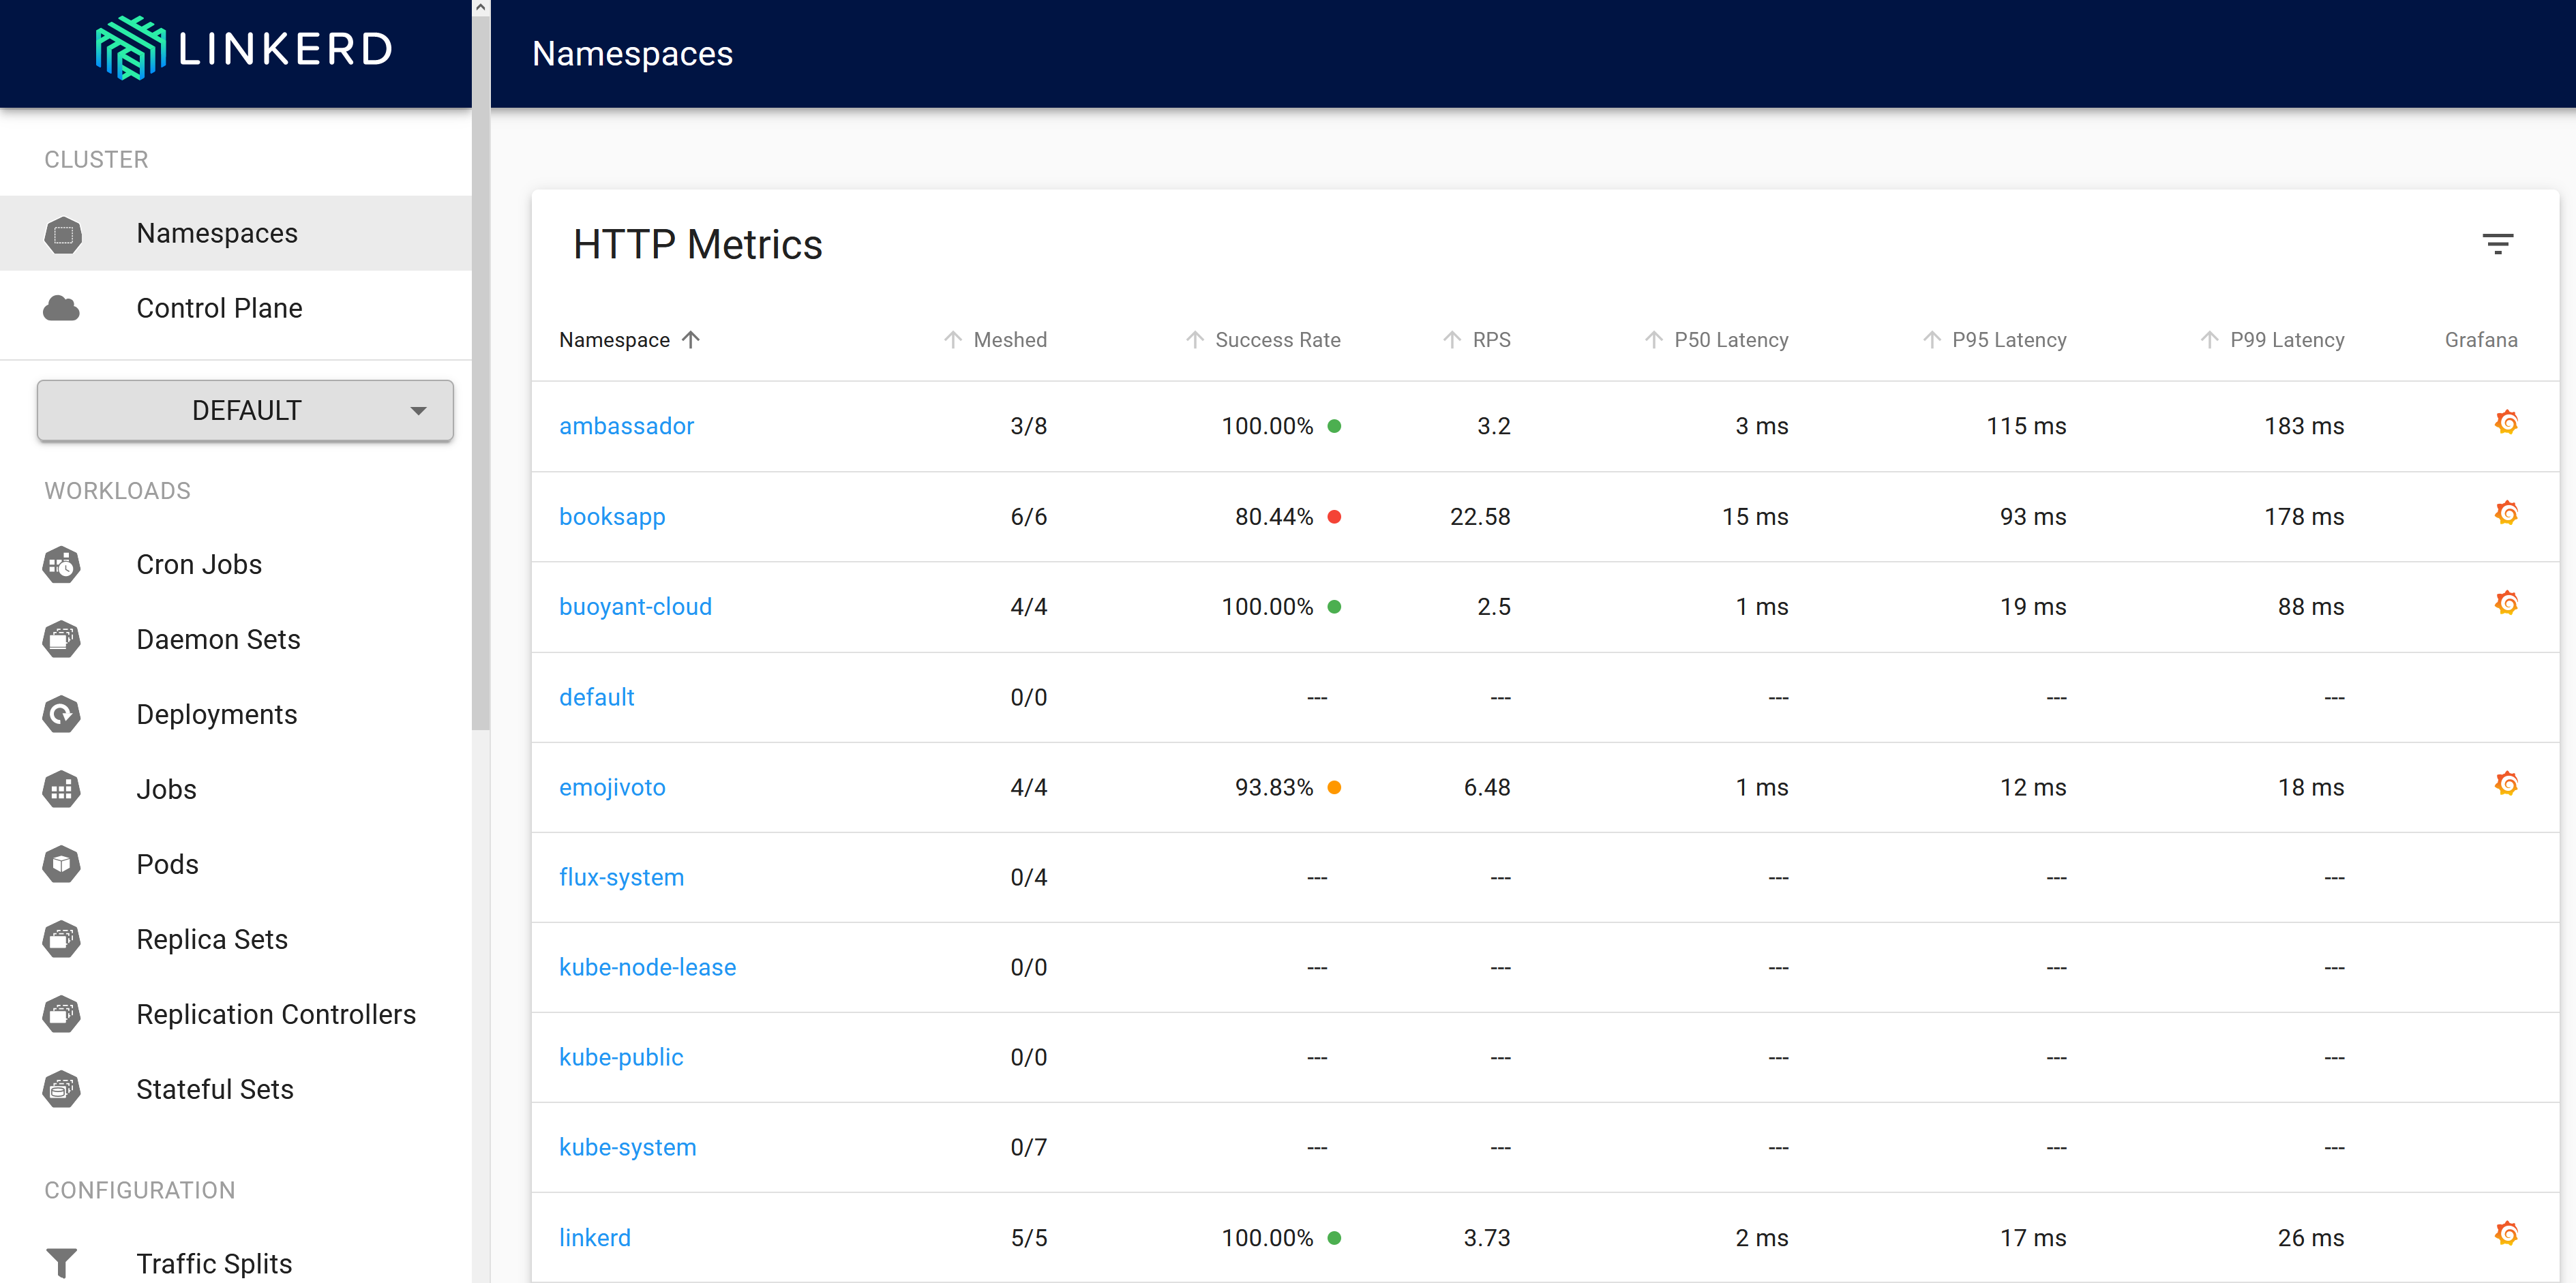 LINKERD
Namespaces
CLUSTER
Namespaces
Control Plane
DEFAULT
WORKLOADS
Cron Jobs
Daemon Sets
Deployments
Jobs
Pods
Replica Sets
Replication Controllers
Stateful Sets
CONFIGURATION
Traffic Splits
HTTP Metrics
Namespace Meshed Success Rate RPS P50 Latency P95 Latency P99 Latency Grafana
ambassador 3/8 100.00% 3.2 3 ms 115 ms 183 ms
booksapp 6/6 80.44% 22.58 15 ms 93 ms 178 ms
buoyant-cloud 4/4 100.00% 2.5 1 ms 19 ms 88 ms
default 0/0 --- --- --- --- ---
emojivoto 4/4 93.83% 6.48 1 ms 12 ms 18 ms
flux-system 0/4 --- --- --- --- ---
kube-node-lease 0/0 --- --- --- --- ---
kube-public 0/0 --- --- --- --- ---
kube-system 0/7 --- --- --- --- ---
linkerd 5/5 100.00% 3.73 2 ms 17 ms 26 ms